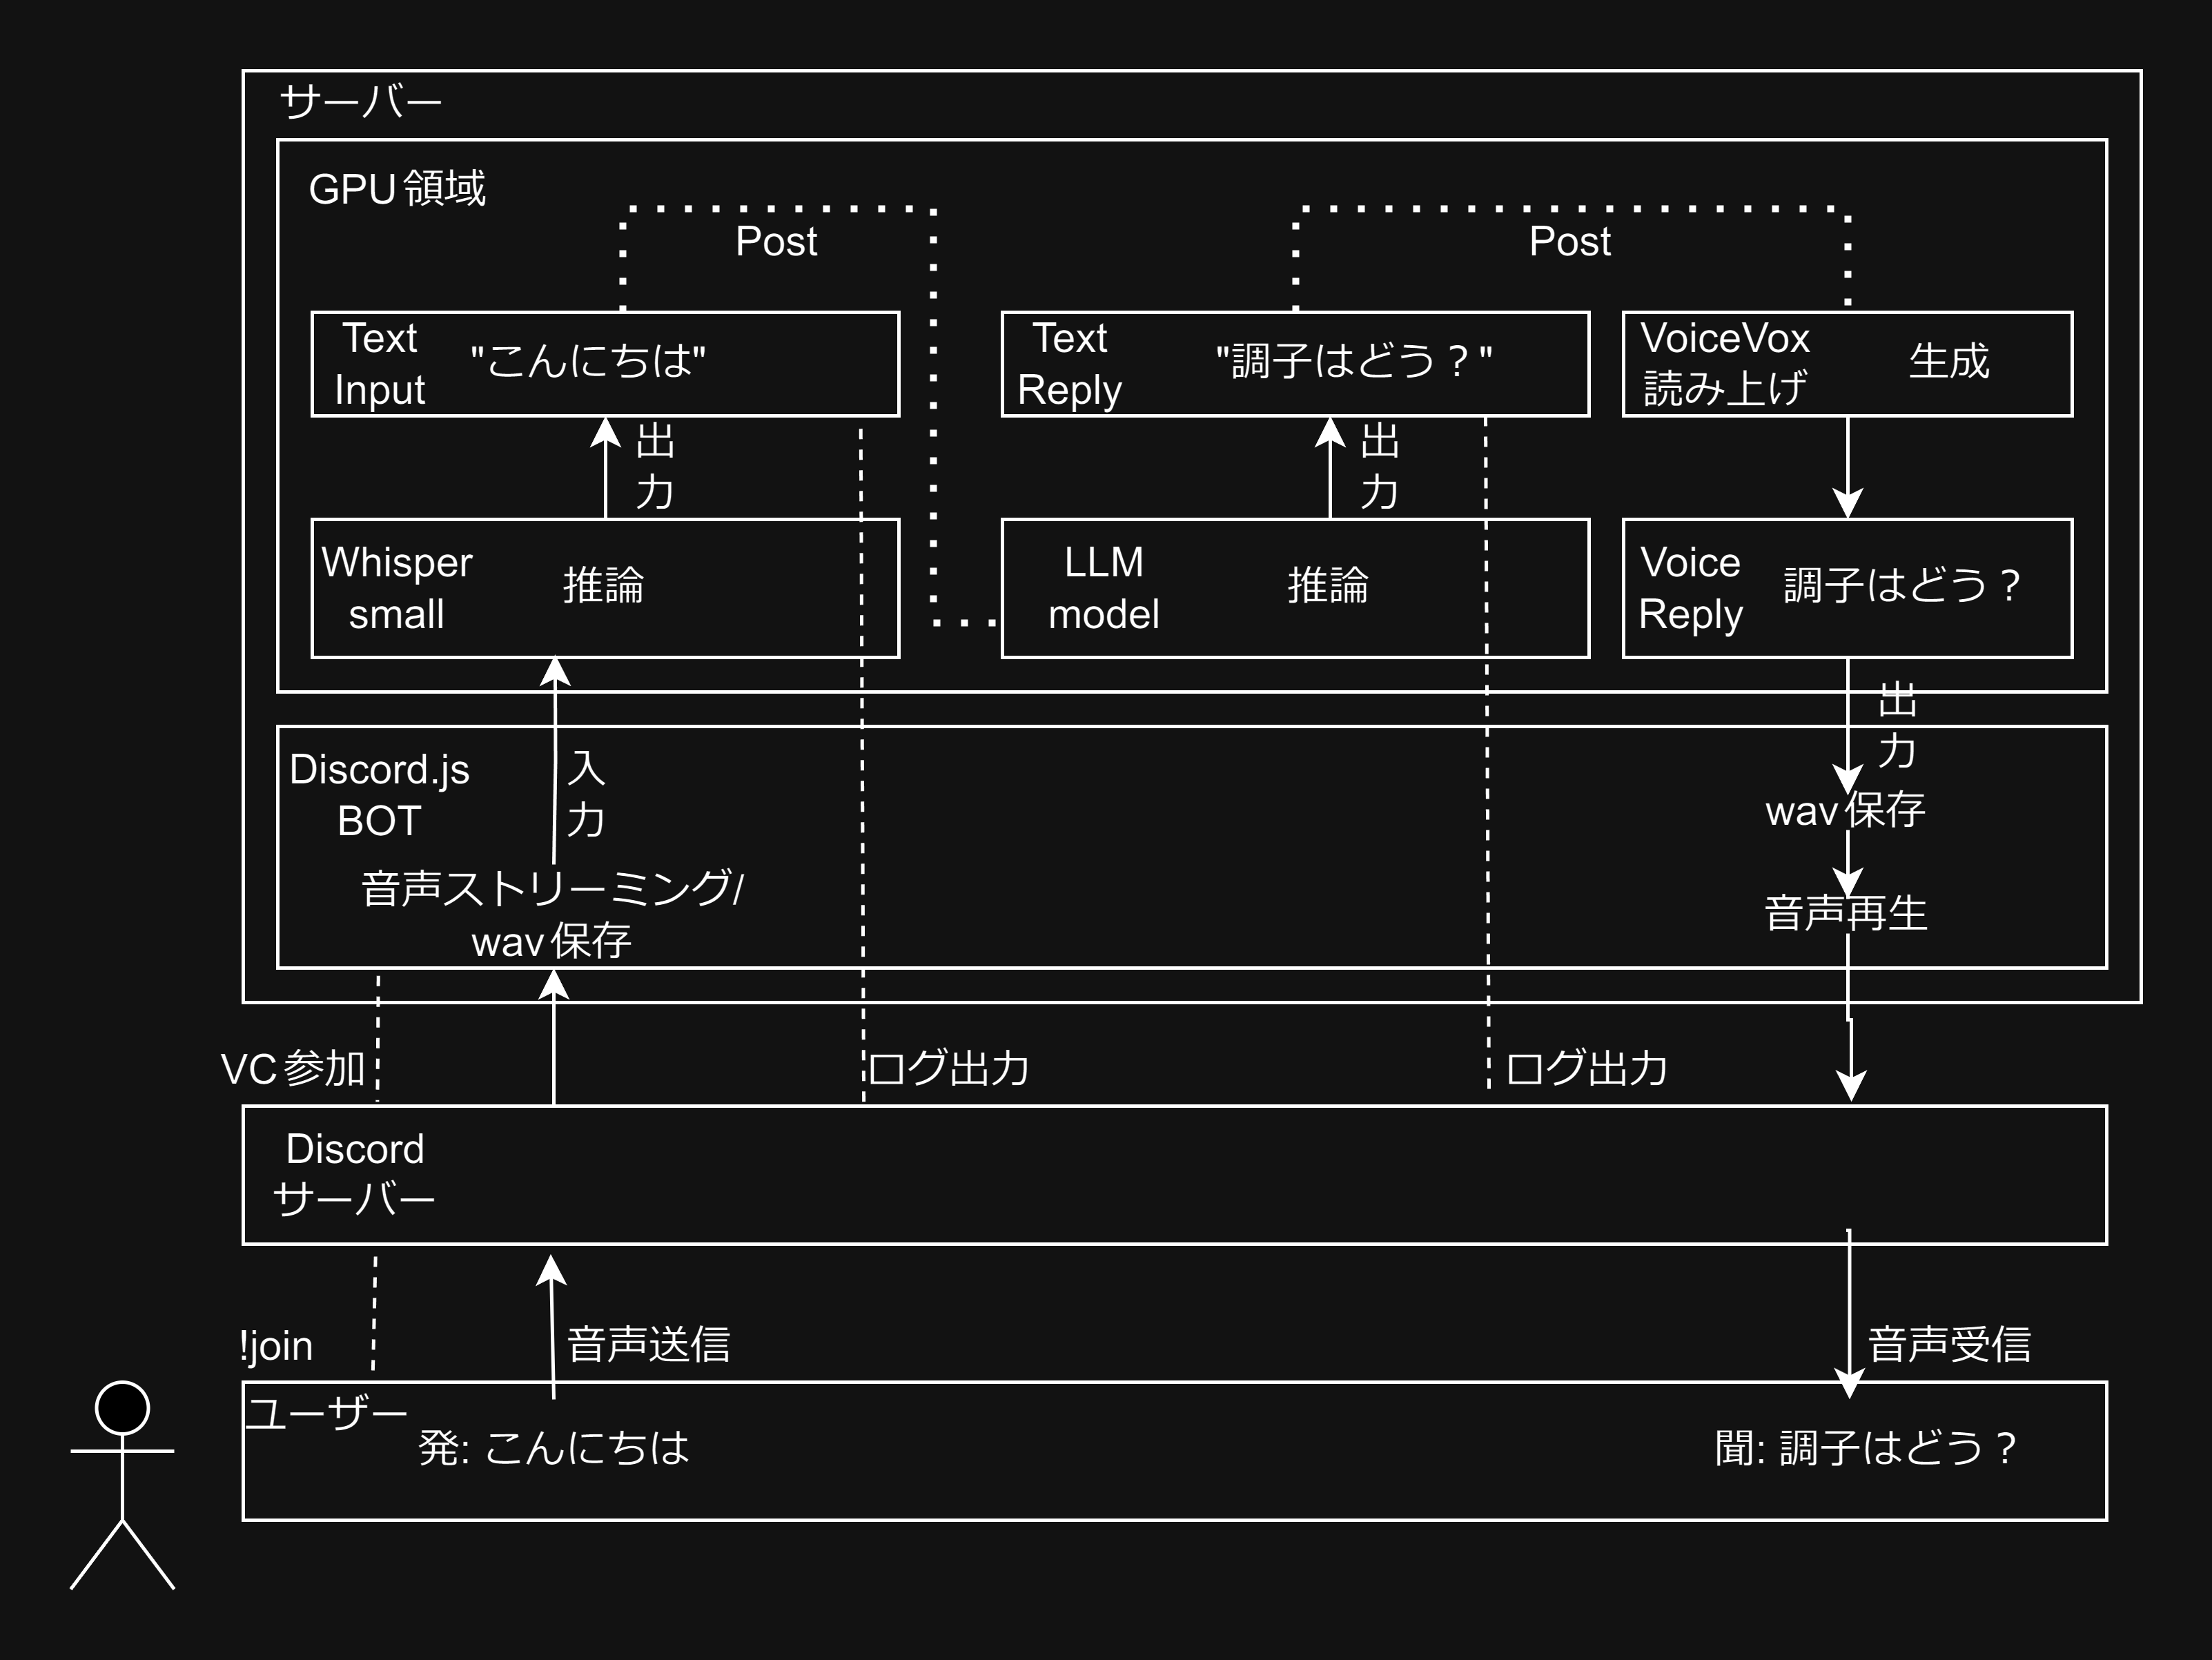 サーバー
GPU領域
Post
Post
Text
Input
"こんにちは"
Text
Reply
"調子はどう？"
VoiceVox
読み上げ
生成
出
力
出
力
Whisper
small
推論
LLM
model
推論
Voice
Reply
調子はどう？
出
力
Discord.js
BOT
入
力
wav保存
音声ストリーミング/
wav保存
音声再生
VC参加
ログ出力
ログ出力
Discord
サーバー
!join
音声送信
音声受信
ユーザー
発: こんにちは
聞: 調子はどう？